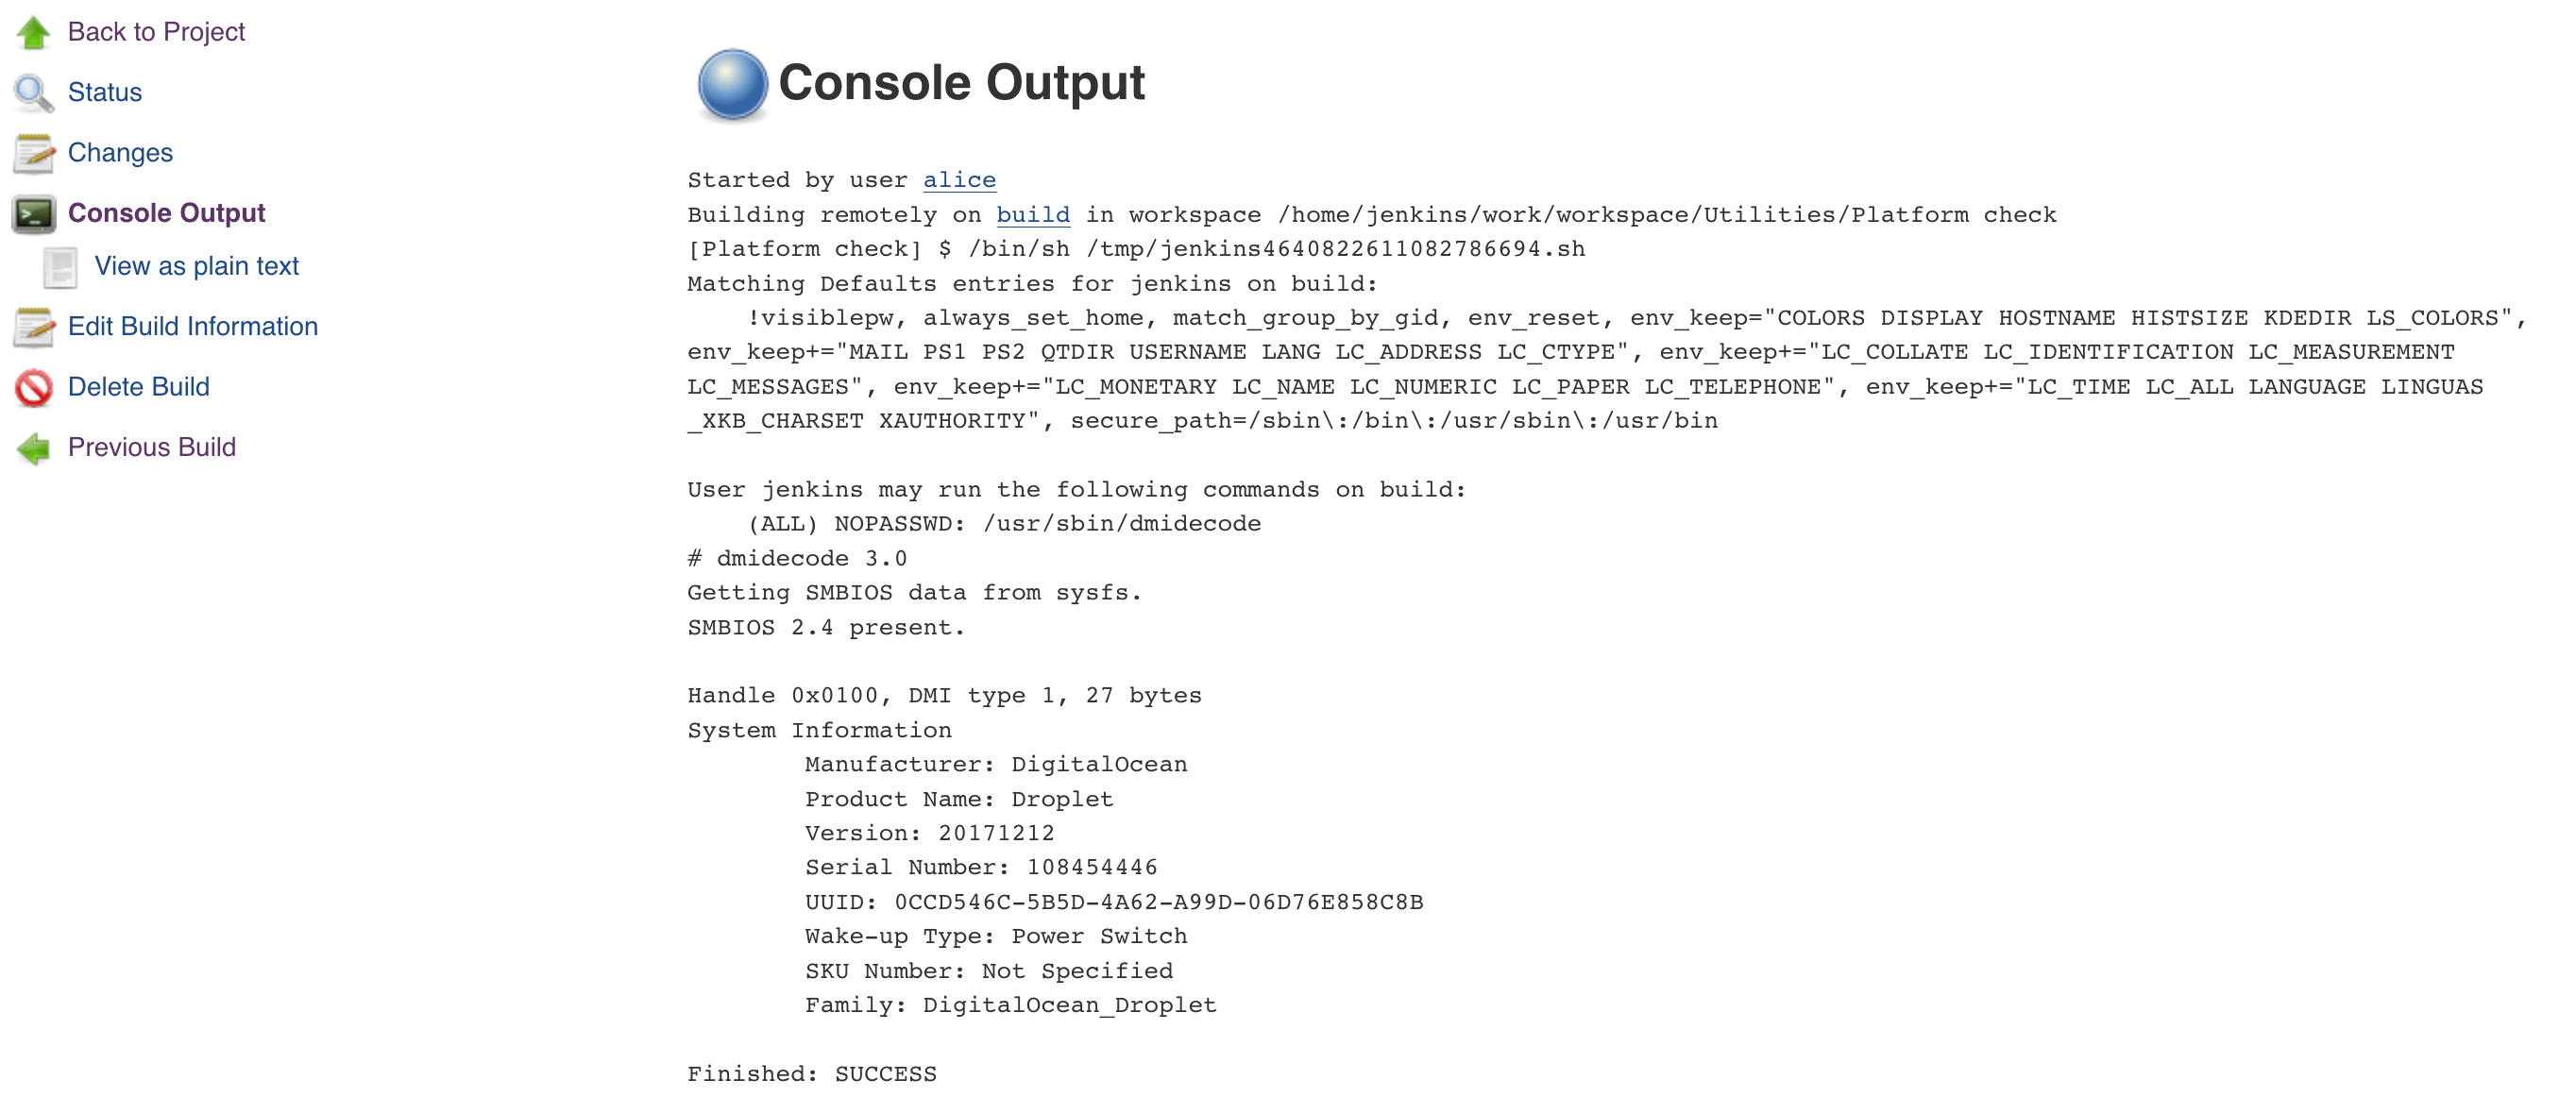 Back to Project
Status
Changes
Console Output
View as plain text
Edit Build Information
Delete Build
Previous Build
Console Output
Started by user alice
Building remotely on build in workspace /home/jenkins/work/workspace/Utilities/Platform check
[Platform check] $ /bin/sh /tmp/jenkins4640822611082786694.sh
Matching Defaults entries for jenkins on build:
    !visiblepw, always_set_home, match_group_by_gid, env_reset, env_keep="COLORS DISPLAY HOSTNAME HISTSIZE KDEDIR LS_COLORS",
env_keep+="MAIL PS1 PS2 QTDIR USERNAME LANG LC_ADDRESS LC_CTYPE", env_keep+="LC_COLLATE LC_IDENTIFICATION LC_MEASUREMENT
LC_MESSAGES", env_keep+="LC_MONETARY LC_NAME LC_NUMERIC LC_PAPER LC_TELEPHONE", env_keep+="LC_TIME LC_ALL LANGUAGE LINGUAS
_XKB_CHARSET XAUTHORITY", secure_path=/sbin\:/bin\:/usr/sbin\:/usr/bin

User jenkins may run the following commands on build:
    (ALL) NOPASSWD: /usr/sbin/dmidecode
# dmidecode 3.0
Getting SMBIOS data from sysfs.
SMBIOS 2.4 present.

Handle 0x0100, DMI type 1, 27 bytes
System Information
        Manufacturer: DigitalOcean
        Product Name: Droplet
        Version: 20171212
        Serial Number: 108454446
        UUID: 0CCD546C-5B5D-4A62-A99D-06D76E858C8B
        Wake-up Type: Power Switch
        SKU Number: Not Specified
        Family: DigitalOcean_Droplet

Finished: SUCCESS